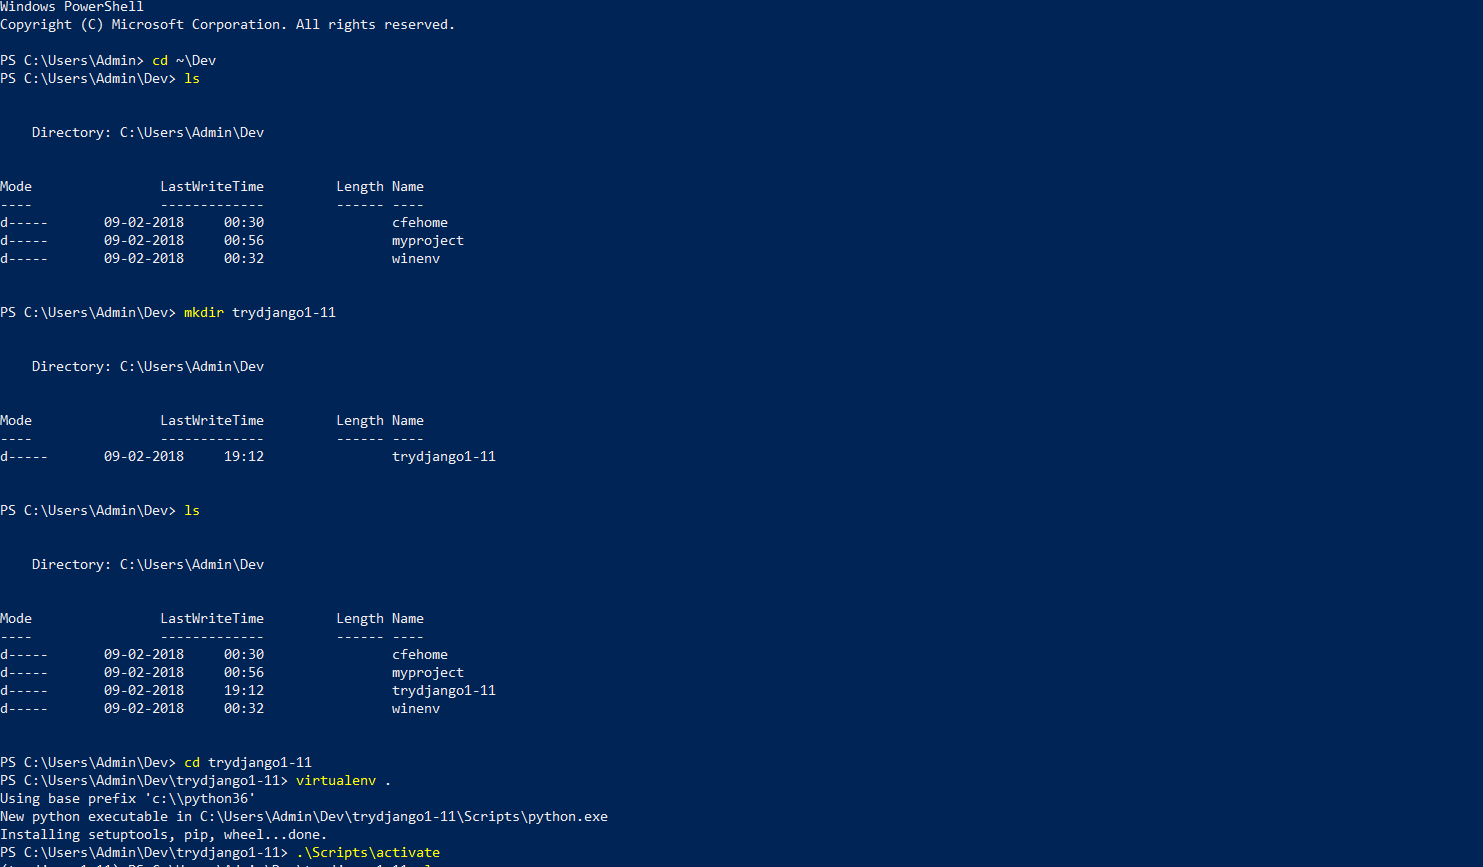 Windows PowerShell
Copyright (C) Microsoft Corporation. All rights reserved.
PS C:\Users\Admin> cd ~\Dev
PS C:\Users\Admin\Dev> ls
Directory: C:\Users\Admin\Dev
Mode LastWriteTime Length Name
---- ------------- ------ ----
d----- 09-02-2018 00:30 cfehome
d----- 09-02-2018 00:56 myproject
d----- 09-02-2018 00:32 winenv
PS C:\Users\Admin\Dev> mkdir trydjango1-11
Directory: C:\Users\Admin\Dev
Mode LastWriteTime Length Name
---- ------------- ------ ----
d----- 09-02-2018 19:12 trydjango1-11
PS C:\Users\Admin\Dev> ls
Directory: C:\Users\Admin\Dev
Mode LastWriteTime Length Name
---- ------------- ------ ----
d----- 09-02-2018 00:30 cfehome
d----- 09-02-2018 00:56 myproject
d----- 09-02-2018 19:12 trydjango1-11
d----- 09-02-2018 00:32 winenv
PS C:\Users\Admin\Dev> cd trydjango1-11
PS C:\Users\Admin\Dev\trydjango1-11> virtualenv .
Using base prefix 'c:\\python36'
New python executable in C:\Users\Admin\Dev\trydjango1-11\Scripts\python.exe
Installing setuptools, pip, wheel...done.
PS C:\Users\Admin\Dev\trydjango1-11> .\Scripts\activate